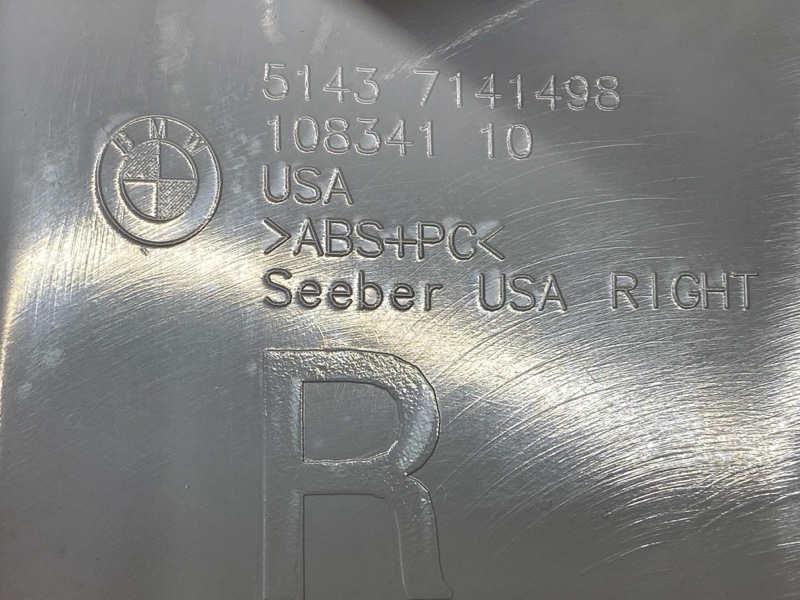 BMW
5143 7141498
108341 10
USA
>ABS+PC<
Seeber USA RIGHT
R